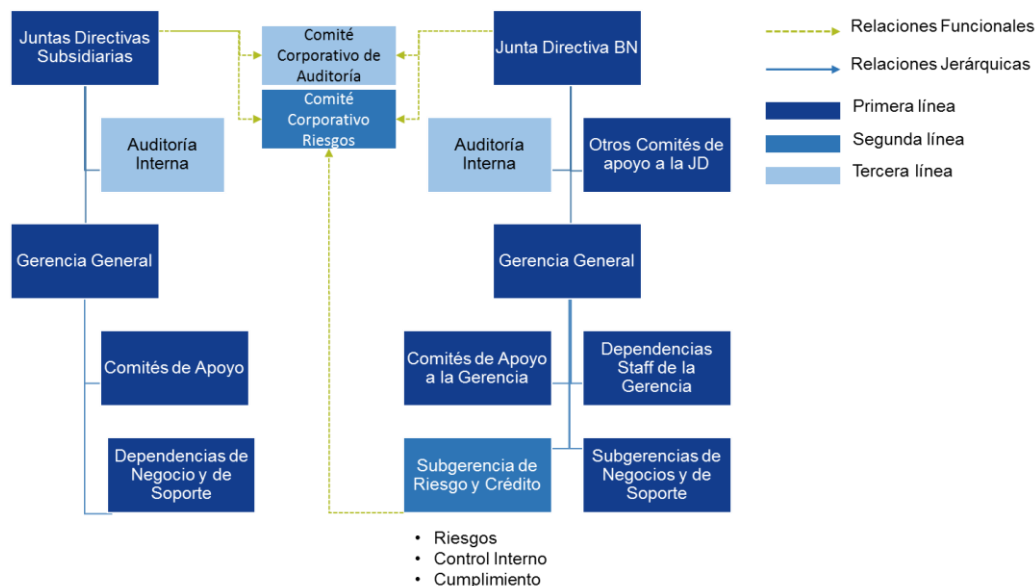 Juntas Directivas
Subsidiarias
Comité
Corporativo de
Auditoría
Comité
Corporativo
Riesgos
Junta Directiva BN
Relaciones Funcionales
Relaciones Jerárquicas
Primera línea
Segunda línea
Tercera línea
Auditoría
Interna
Auditoría
Interna
Otros Comités de
apoyo a la JD
Gerencia General
Gerencia General
Comités de Apoyo
Comités de Apoyo
a la Gerencia
Dependencias
Staff de la
Gerencia
Dependencias de
Negocio y de
Soporte
Subgerencia de
Riesgo y Crédito
Subgerencias de
Negocios y de
Soporte
• Riesgos
• Control Interno
• Cumplimiento